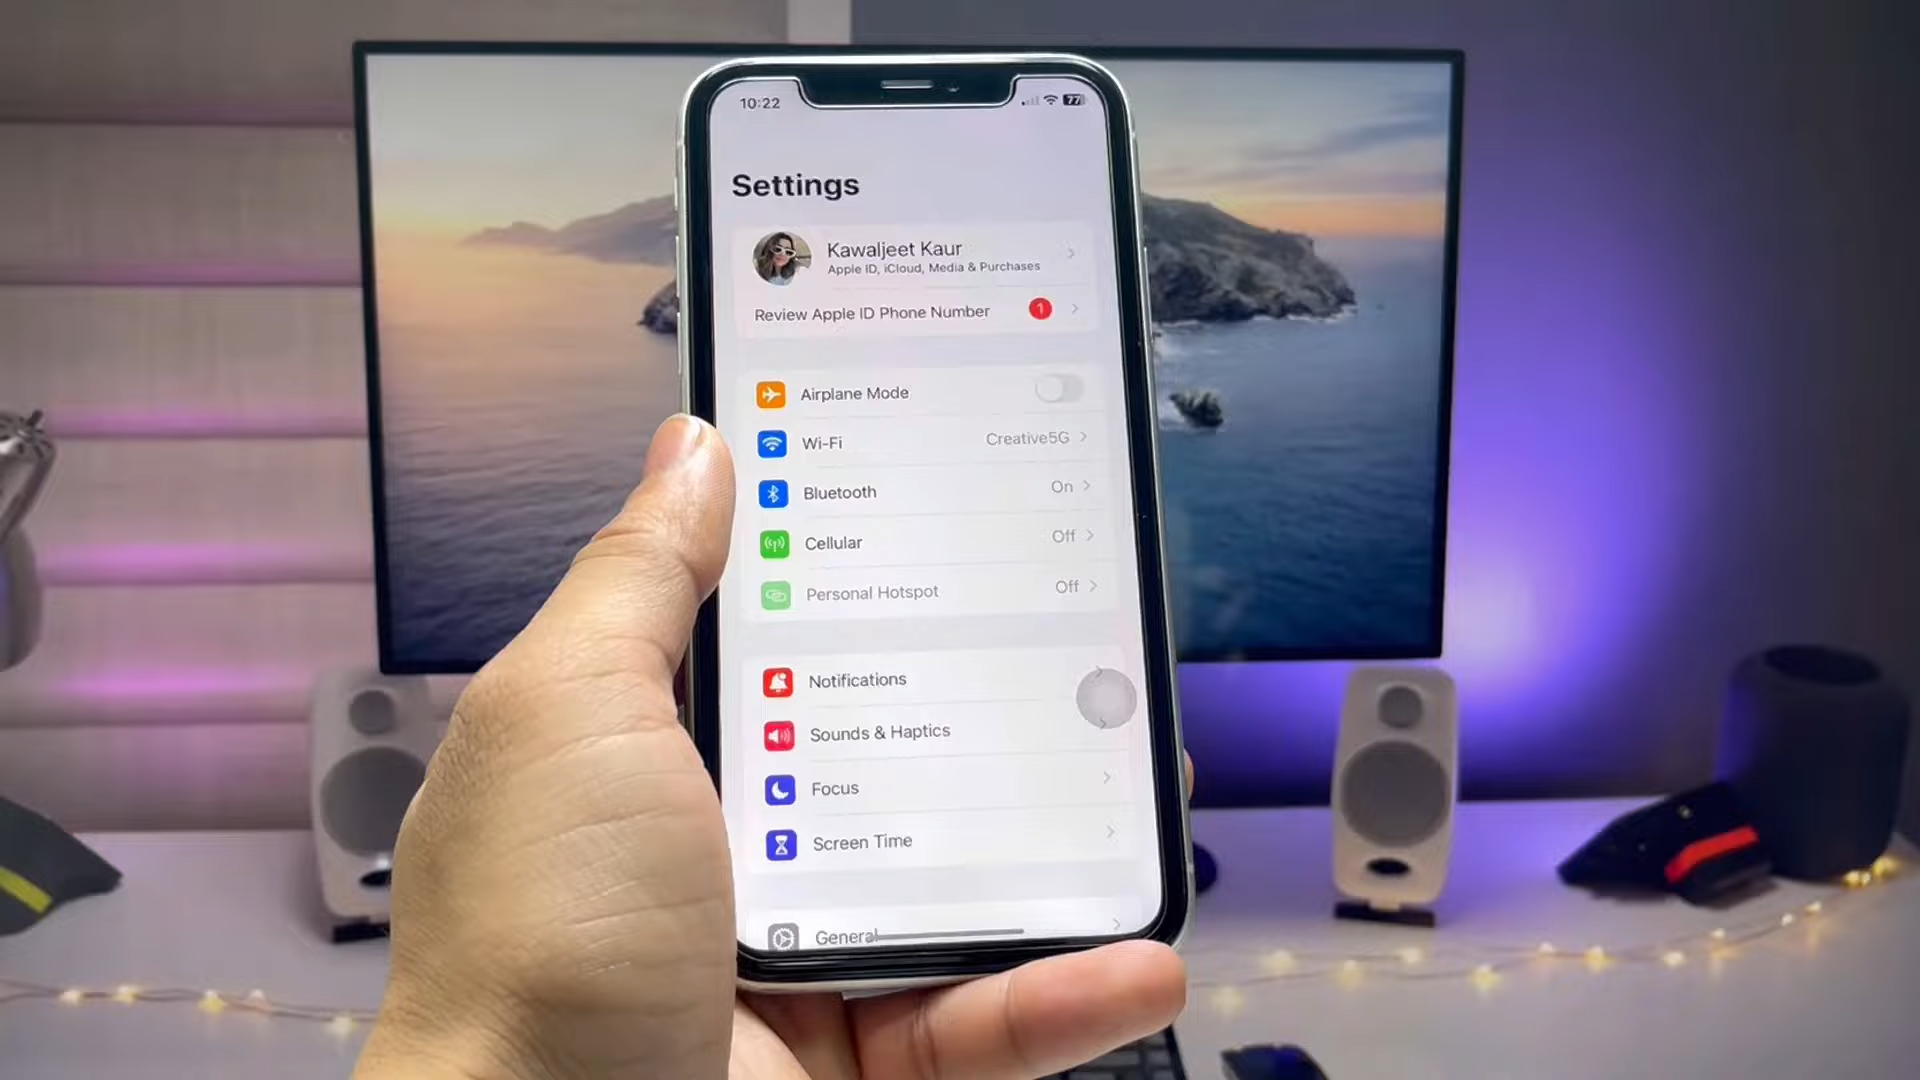 10:22
77
Settings
Kawaljeet Kaur
Apple ID, iCloud, Media & Purchases
Review Apple ID Phone Number 1
Airplane Mode
Wi-Fi Creative5G
Bluetooth On
Cellular Off
Personal Hotspot Off
Notifications
Sounds & Haptics
Focus
Screen Time
General